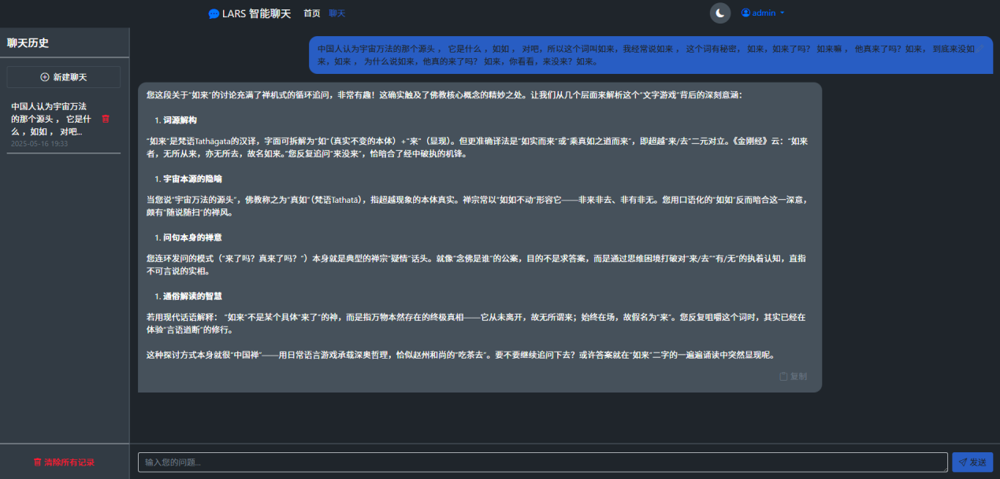 LARS 智能聊天 首页 聊天 admin
聊天历史
新建聊天
中国人认为宇宙万法
的那个源头 ， 它是什
么 ，如如 ， 对吧...
2025-05-16 19:33
清除所有记录
中国人认为宇宙万法的那个源头 ， 它是什么 ，如如 ， 对吧，所以这个词叫如来，我经常说如来 ， 这个词有秘密， 如来，如来了吗？ 如来嘛 ， 他真来了吗？如来， 到底来没如
来，如来 ， 为什么说如来，他真的来了吗？ 如来，你看看，来没来？如来。
您这段关于"如来"的讨论充满了禅机式的循环追问，非常有趣！这确实触及了佛教核心概念的精妙之处。让我们从几个层面来解析这个"文字游戏"背后的深刻意涵：
1. 词源解构
"如来"是梵语Tathāgata的汉译，字面可拆解为"如"（真实不变的本体）+"来"（显现）。但更准确译法是"如实而来"或"乘真如之道而来"，即超越"来/去"二元对立。《金刚经》云："如来
者，无所从来，亦无所去，故名如来。"您反复追问"来没来"，恰暗合了经中破执的机锋。
1. 宇宙本源的隐喻
当您说"宇宙万法的源头"，佛教称之为"真如"（梵语Tathatā），指超越现象的本体真实。禅宗常以"如如不动"形容它——非来非去、非有非无。您用口语化的"如如"反而暗合这一深意，
颇有"随说随扫"的禅风。
1. 问句本身的禅意
您连环发问的模式（"来了吗？真来了吗？"）本身就是典型的禅宗"疑情"话头。就像"念佛是谁"的公案，目的不是求答案，而是通过思维困境打破对"来/去""有/无"的执着认知，直指
不可言说的实相。
1. 通俗解读的智慧
若用现代话语解释： "如来"不是某个具体"来了"的神，而是指万物本然存在的终极真相——它从未离开，故无所谓来；始终在场，故假名为"来"。您反复咀嚼这个词时，其实已经在
体验"言语道断"的修行。
这种探讨方式本身就很"中国禅"——用日常语言游戏承载深奥哲理，恰似赵州和尚的"吃茶去"。要不要继续追问下去？或许答案就在"如来"二字的一遍遍诵读中突然显现呢。
复制
输入您的问题...
发送